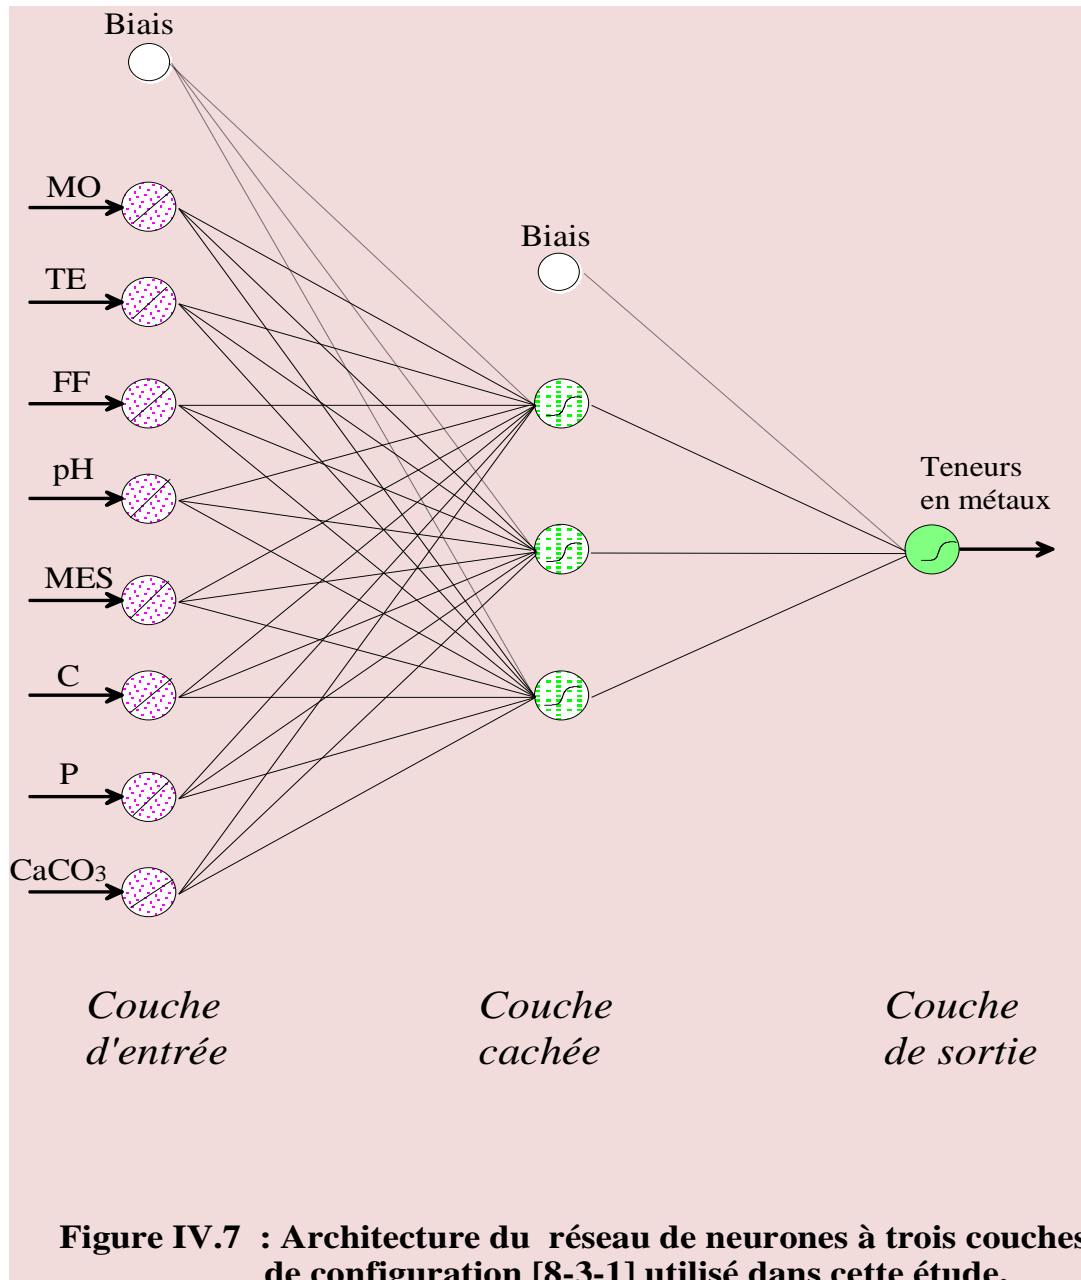 Biais
MO
TE
Biais
FF
pH
Teneurs
en métaux
MES
C
P
CaCO3
Couche
d'entrée
Couche
cachée
Couche
de sortie
Figure IV.7 : Architecture du réseau de neurones à trois couches
de configuration [8-3-1] utilisé dans cette étude.